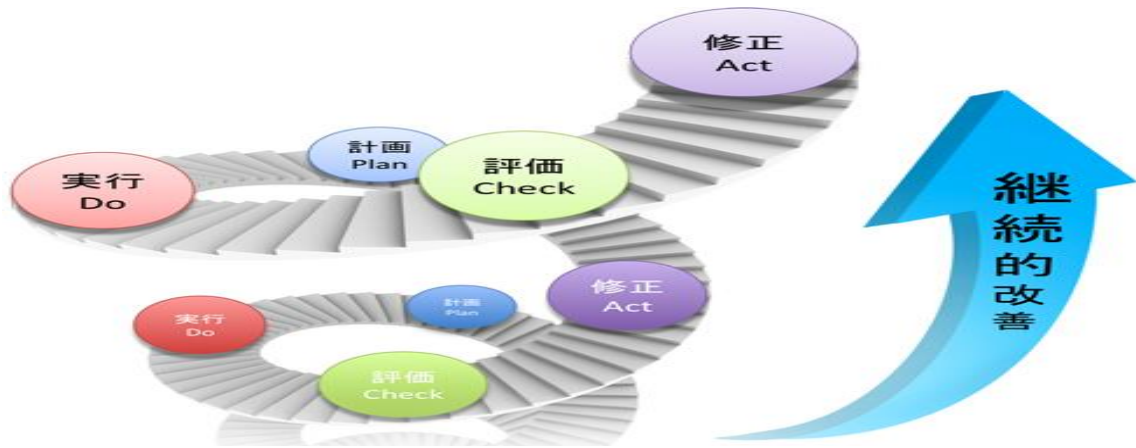 修正
Act
計画
Plan
評価
Check
実行
Do
修正
Act
計画
Plan
実行
Do
評価
Check
継続的改善